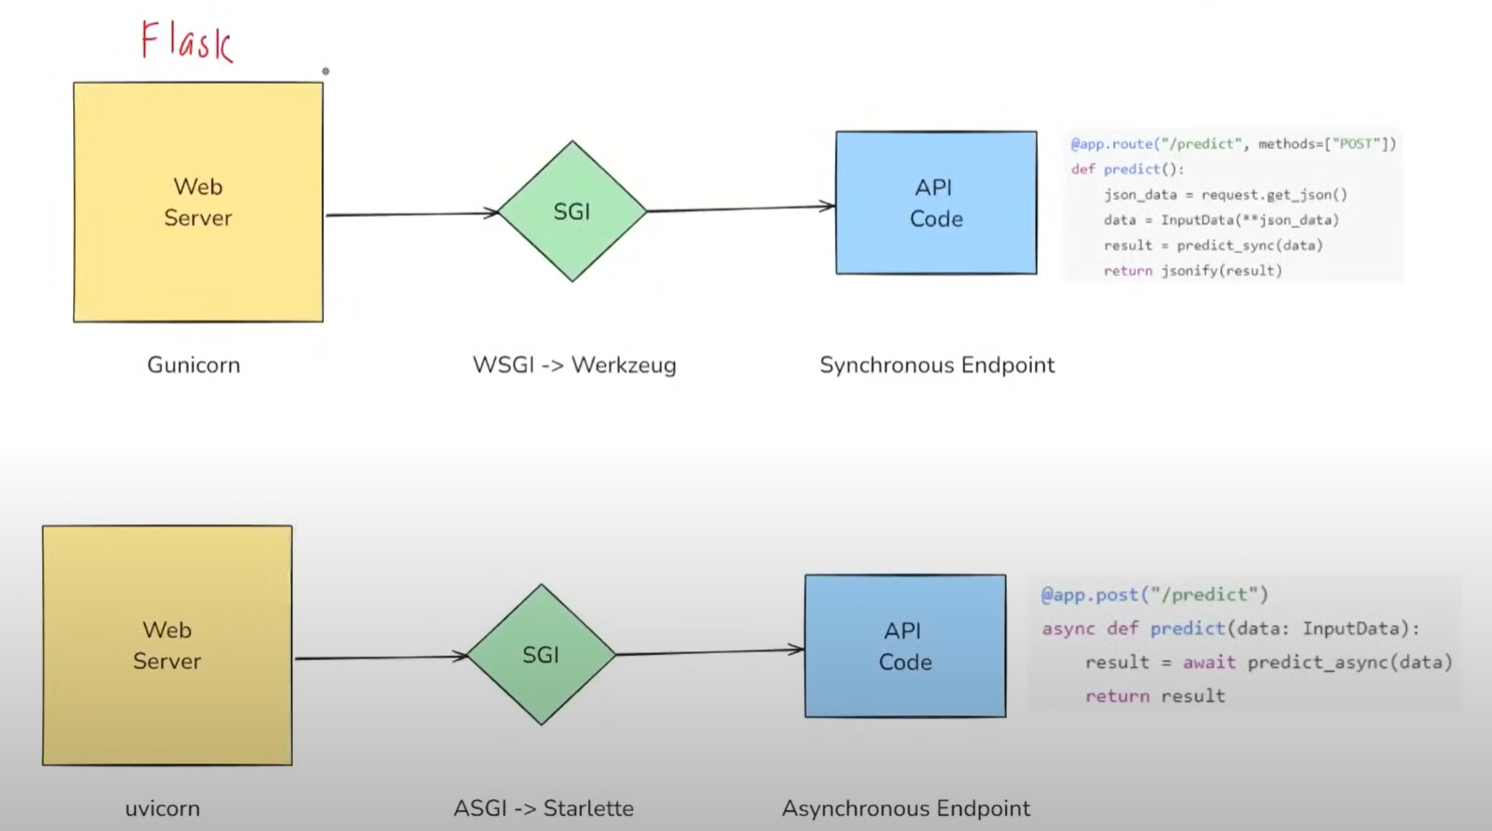 Flask
Web
Server
SGI
API
Code
@app.route("/predict", methods=["POST"])
def predict():
    json_data = request.get_json()
    data = InputData(**json_data)
    result = predict_sync(data)
    return jsonify(result)
Gunicorn
WSGI -> Werkzeug
Synchronous Endpoint
Web
Server
SGI
API
Code
@app.post("/predict")
async def predict(data: InputData):
    result = await predict_async(data)
    return result
uvicorn
ASGI -> Starlette
Asynchronous Endpoint